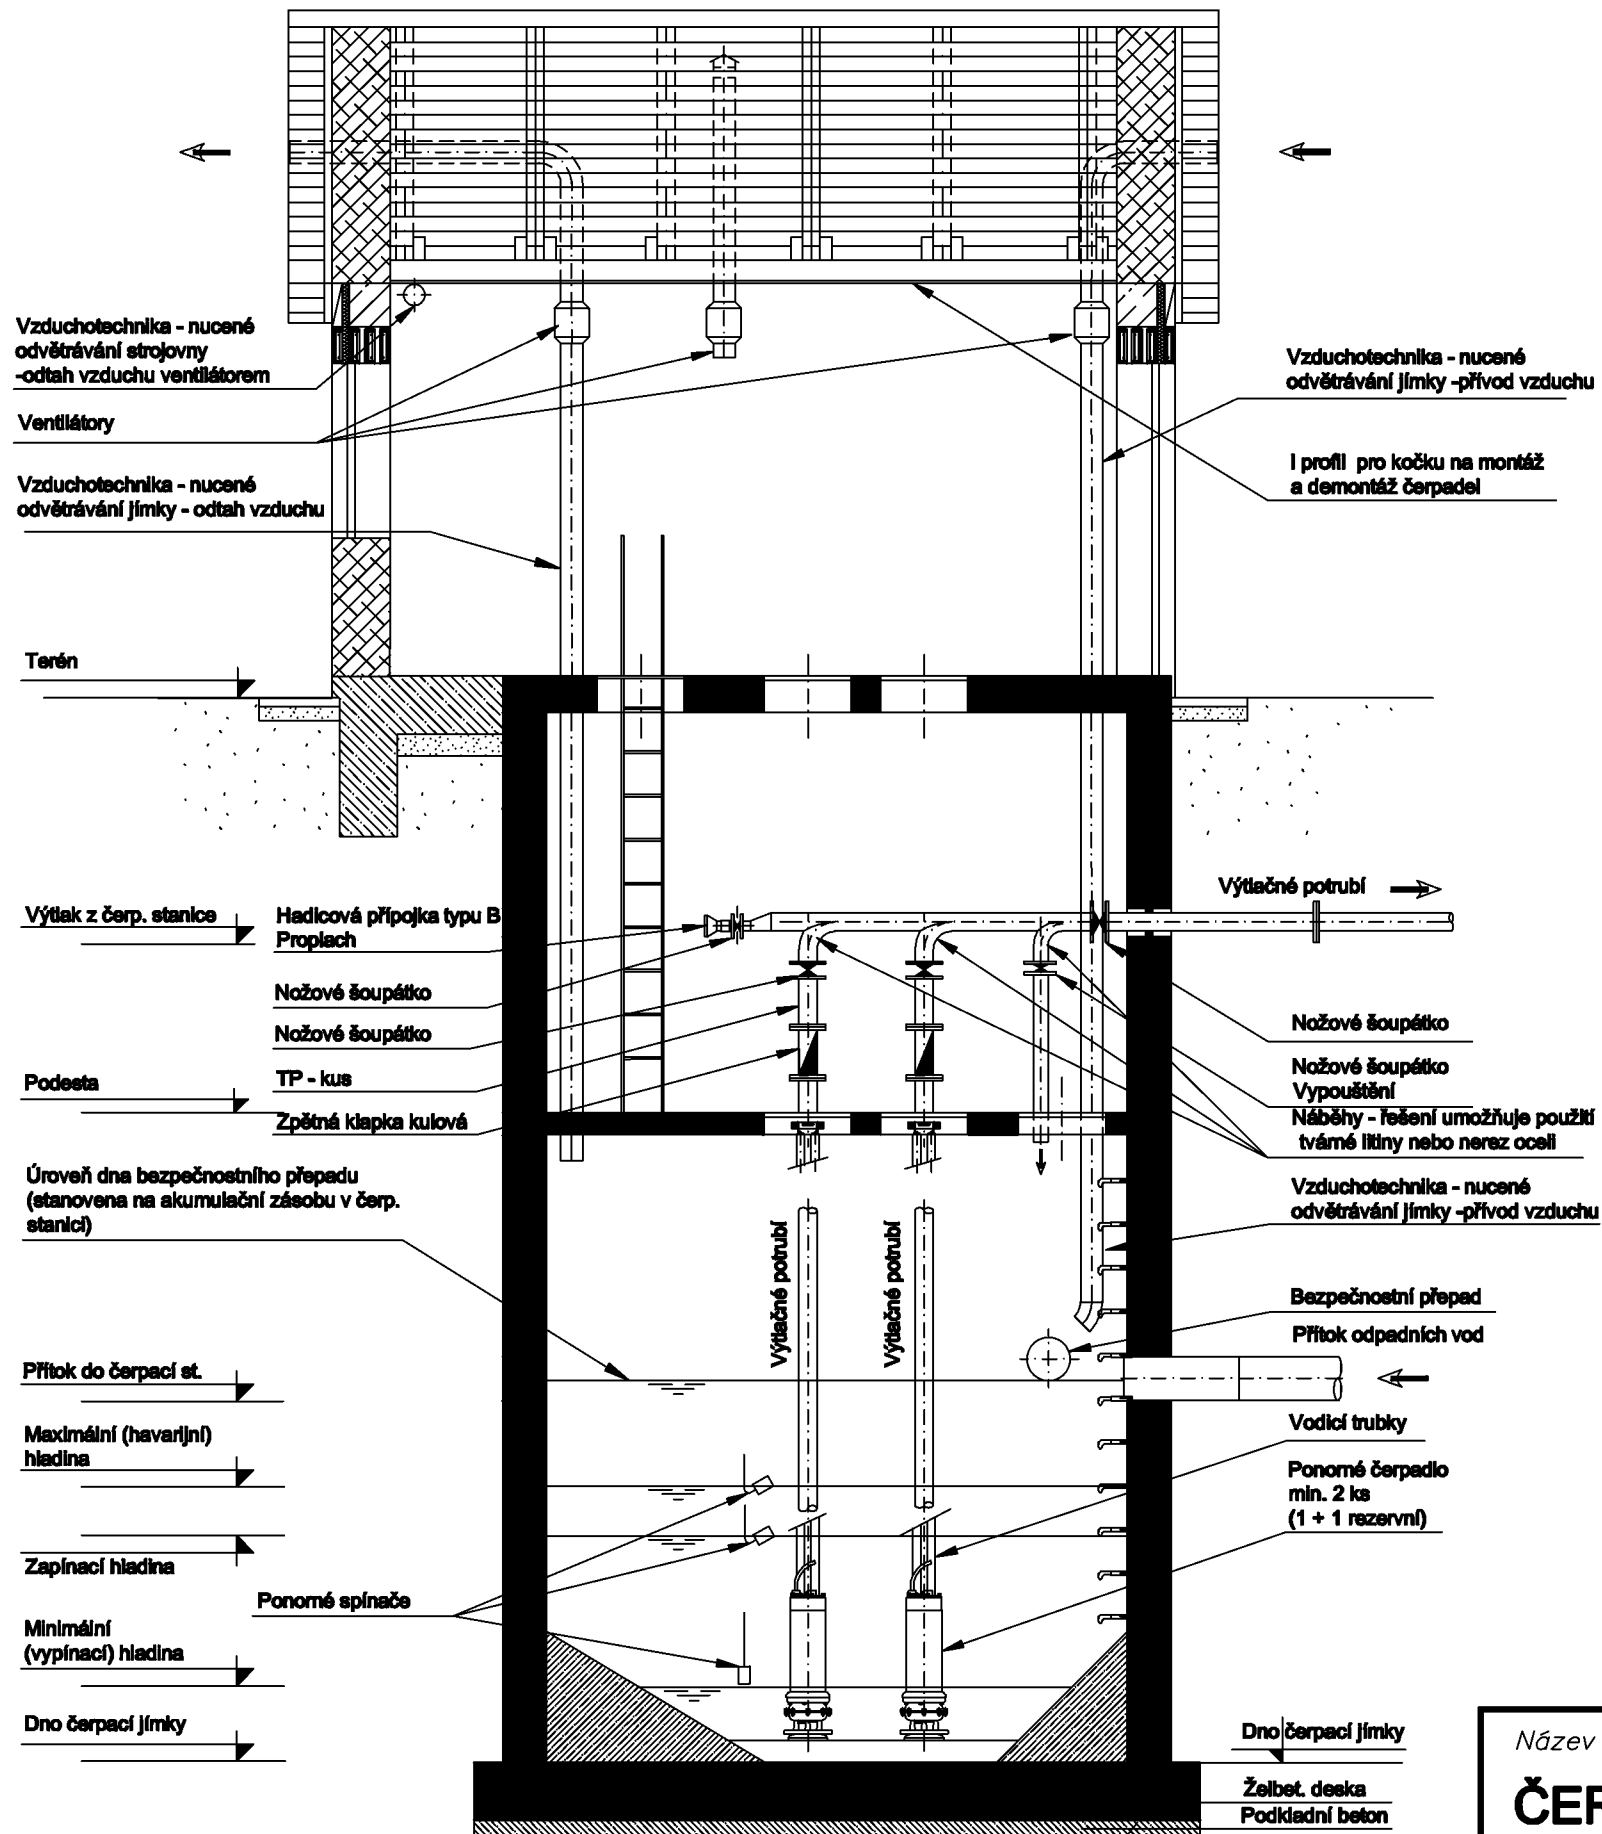 Vzduchotechnika - nucené
odvětrávání strojovny
-odtah vzduchu ventilátorem
Ventilátory
Vzduchotechnika - nucené
odvětrávání jímky - odtah vzduchu
Vzduchotechnika - nucené
odvětrávání jímky -přívod vzduchu
I profil pro kočku na montáž
a demontáž čerpadel
Terén
Výtlak z čerp. stanice
Hadicová přípojka typu B
Proplach
Nožové šoupátko
Nožové šoupátko
TP - kus
Zpětná klapka kulová
Podesta
Výtlačné potrubí
Nožové šoupátko
Nožové šoupátko
Vypouštění
Náběhy - řešení umožňuje použití
tvárné litiny nebo nerez oceli
Úroveň dna bezpečnostního přepadu
(stanovena na akumulační zásobu v čerp.
stanici)
Vzduchotechnika - nucené
odvětrávání jímky -přívod vzduchu
Výtlačné potrubí
Výtlačné potrubí
Bezpečnostní přepad
Přítok odpadních vod
Přítok do čerpací st.
Maximální (havarijní)
hladina
Zapínací hladina
Ponorné spínače
Minimální
(vypínací) hladina
Dno čerpací jímky
Vodicí trubky
Ponorné čerpadlo
min. 2 ks
(1 + 1 rezervní)
Dno čerpací jímky
Želbet. deska
Podkladní beton
Název
ČER